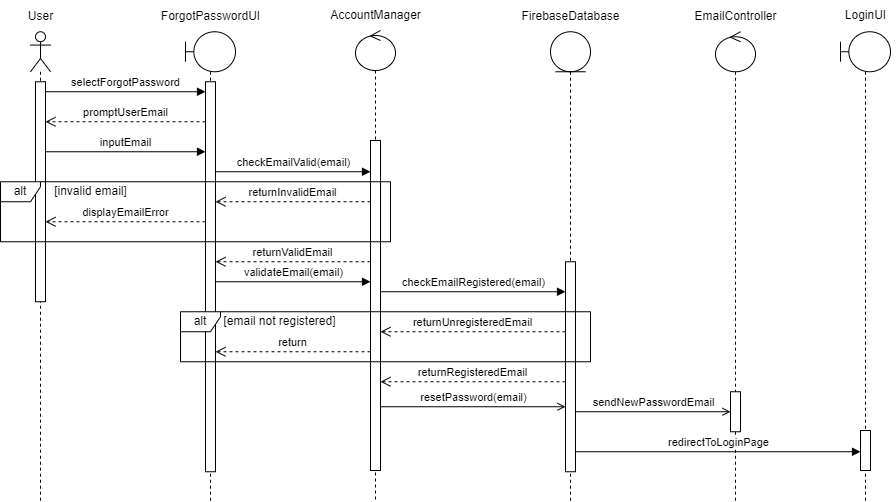 User
ForgotPasswordUI
AccountManager
FirebaseDatabase
EmailController
LoginUI
selectForgotPassword
promptUserEmail
inputEmail
checkEmailValid(email)
alt
[invalid email]
returnInvalidEmail
displayEmailError
returnValidEmail
validateEmail(email)
checkEmailRegistered(email)
alt
[email not registered]
returnUnregisteredEmail
return
returnRegisteredEmail
resetPassword(email)
sendNewPasswordEmail
redirectToLoginPage